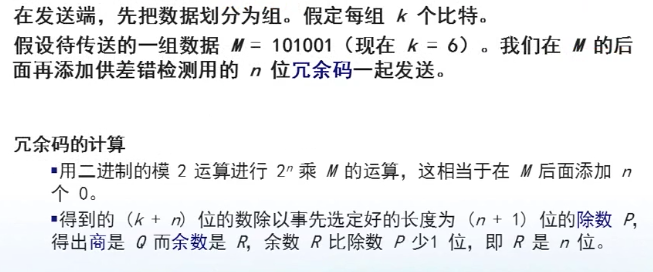 在发送端，先把数据划分为组。假定每组 k 个比特。
假设待传送的一组数据 M = 101001（现在 k = 6）。我们在 M 的后
面再添加供差错检测用的 n 位冗余码一起发送。
冗余码的计算
▪用二进制的模 2 运算进行 2ⁿ 乘 M 的运算，这相当于在 M 后面添加 n
个 0。
▪得到的 (k + n) 位的数除以事先选定好的长度为 (n + 1) 位的除数 P，
得出商是 Q 而余数是 R，余数 R 比除数 P 少1 位，即 R 是 n 位。